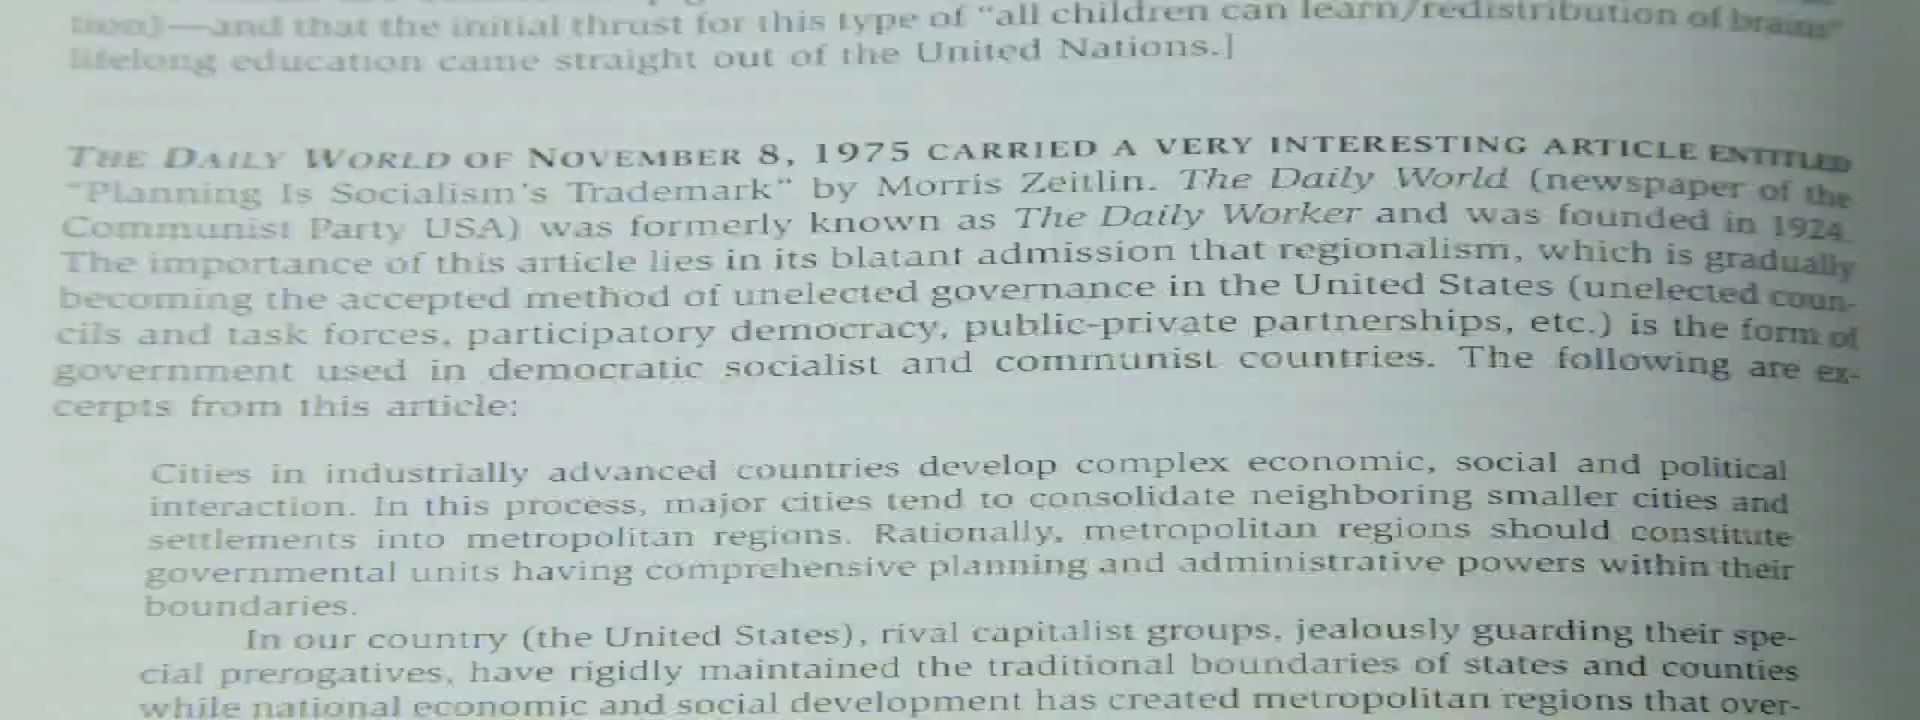 tion)—and that the initial thrust for this type of "all children can learn/redistribution of brains"
lifelong education came straight out of the United Nations.]
THE DAILY WORLD OF NOVEMBER 8, 1975 CARRIED A VERY INTERESTING ARTICLE ENTITLED
"Planning Is Socialism's Trademark" by Morris Zeitlin. The Daily World (newspaper of the
Communist Party USA) was formerly known as The Daily Worker and was founded in 1924.
The importance of this article lies in its blatant admission that regionalism, which is gradually
becoming the accepted method of unelected governance in the United States (unelected coun-
cils and task forces, participatory democracy, public-private partnerships, etc.) is the form of
government used in democratic socialist and communist countries. The following are ex-
cerpts from this article:
Cities in industrially advanced countries develop complex economic, social and political
interaction. In this process, major cities tend to consolidate neighboring smaller cities and
settlements into metropolitan regions. Rationally, metropolitan regions should constitute
governmental units having comprehensive planning and administrative powers within their
boundaries.
In our country (the United States), rival capitalist groups, jealously guarding their spe-
cial prerogatives, have rigidly maintained the traditional boundaries of states and counties
while national economic and social development has created metropolitan regions that over-